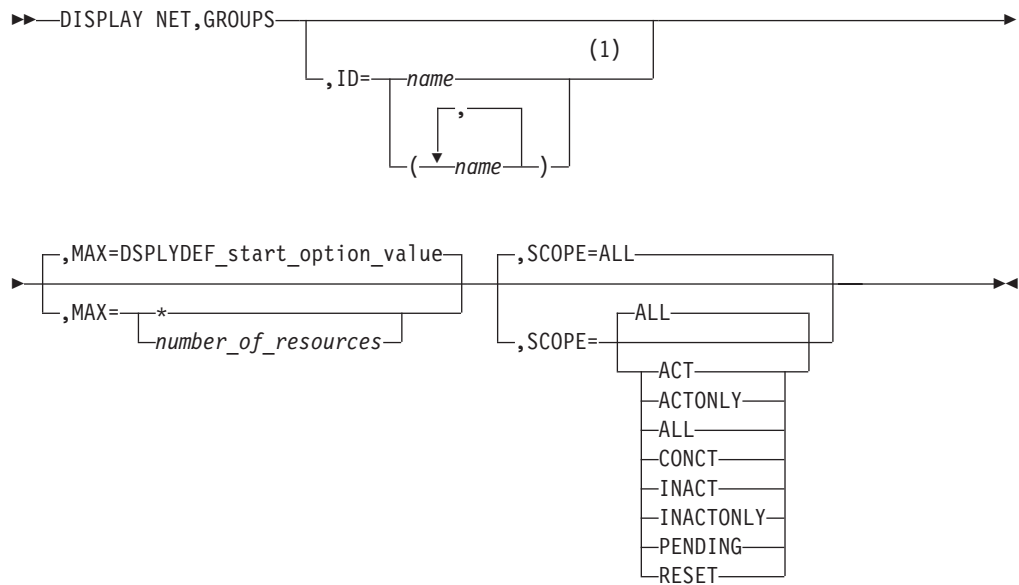 DISPLAY NET,GROUPS
(1)
,ID= name
,
( name )
,MAX=DSPLYDEF_start_option_value ,SCOPE=ALL
,MAX= * ALL
number_of_resources ,SCOPE=
ACT
ACTONLY
ALL
CONCT
INACT
INACTONLY
PENDING
RESET